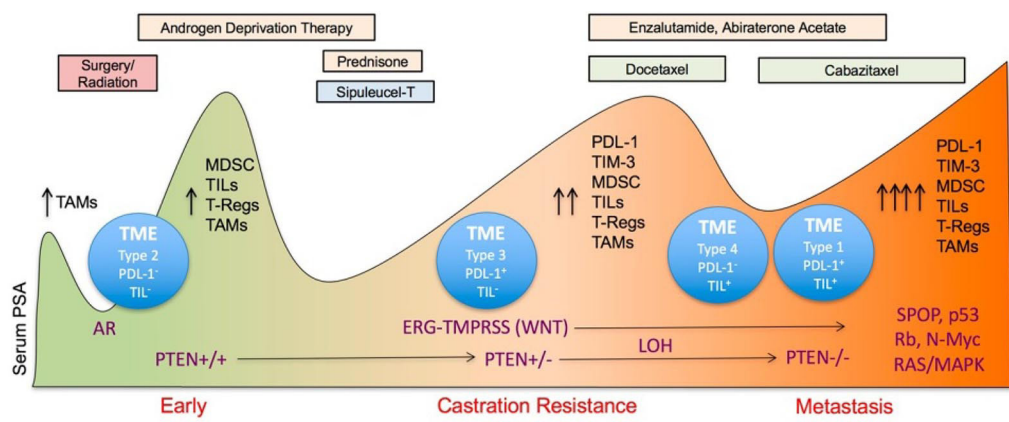 Androgen Deprivation Therapy
Enzalutamide, Abiraterone Acetate
Surgery/
Radiation
Prednisone
Sipuleucel-T
Docetaxel
Cabazitaxel
TAMs
MDSC
TILs
T-Regs
TAMs
PDL-1
TIM-3
MDSC
TILs
T-Regs
TAMs
PDL-1
TIM-3
MDSC
TILs
T-Regs
TAMs
TME
Type 2
PDL-1⁻
TIL⁻
TME
Type 3
PDL-1⁺
TIL⁻
TME
Type 4
PDL-1⁻
TIL⁺
TME
Type 1
PDL-1⁺
TIL⁺
Serum PSA
AR
ERG-TMPRSS (WNT)
SPOP, p53
Rb, N-Myc
RAS/MAPK
PTEN+/+
PTEN+/-
LOH
PTEN-/-
Early
Castration Resistance
Metastasis